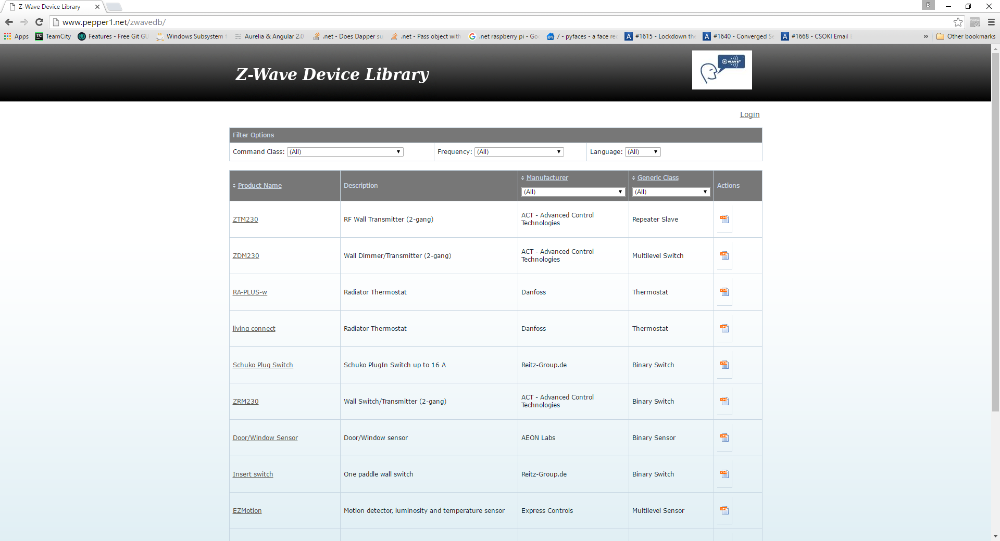 Z-Wave Device Library
B
www.pepper1.net/zwavedb/
Apps TeamCity Features - Free Git GU Windows Subsystem f Aurelia & Angular 2.0 .net - Does Dapper su .net - Pass object with .net raspberry pi - Goo / - pyfaces - a face rec #1615 - Lockdown the #1640 - Converged Se #1668 - CSOKI Email » Other bookmarks
Z-Wave Device Library
Login
Filter Options
Command Class: (All) Frequency: (All) Language: (All)
Product Name Description Manufacturer (All) Generic Class (All) Actions
ZTM230 RF Wall Transmitter (2-gang) ACT - Advanced Control Technologies Repeater Slave
ZDM230 Wall Dimmer/Transmitter (2-gang) ACT - Advanced Control Technologies Multilevel Switch
RA-PLUS-w Radiator Thermostat Danfoss Thermostat
living connect Radiator Thermostat Danfoss Thermostat
Schuko Plug Switch Schuko PlugIn Switch up to 16 A Reitz-Group.de Binary Switch
ZRM230 Wall Switch/Transmitter (2-gang) ACT - Advanced Control Technologies Binary Switch
Door/Window Sensor Door/Window sensor AEON Labs Binary Sensor
Insert switch One paddle wall switch Reitz-Group.de Binary Switch
EZMotion Motion detector, luminosity and temperature sensor Express Controls Multilevel Sensor